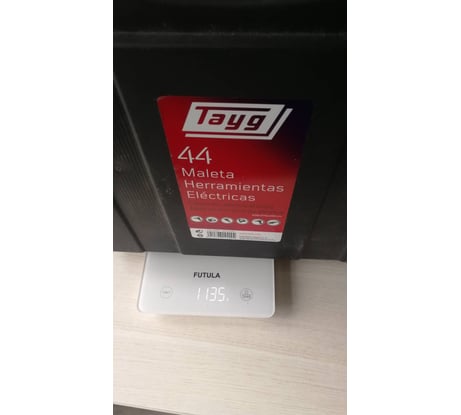 Tayg
44
Maleta
Herramientas
Eléctricas
FUTULA
1135